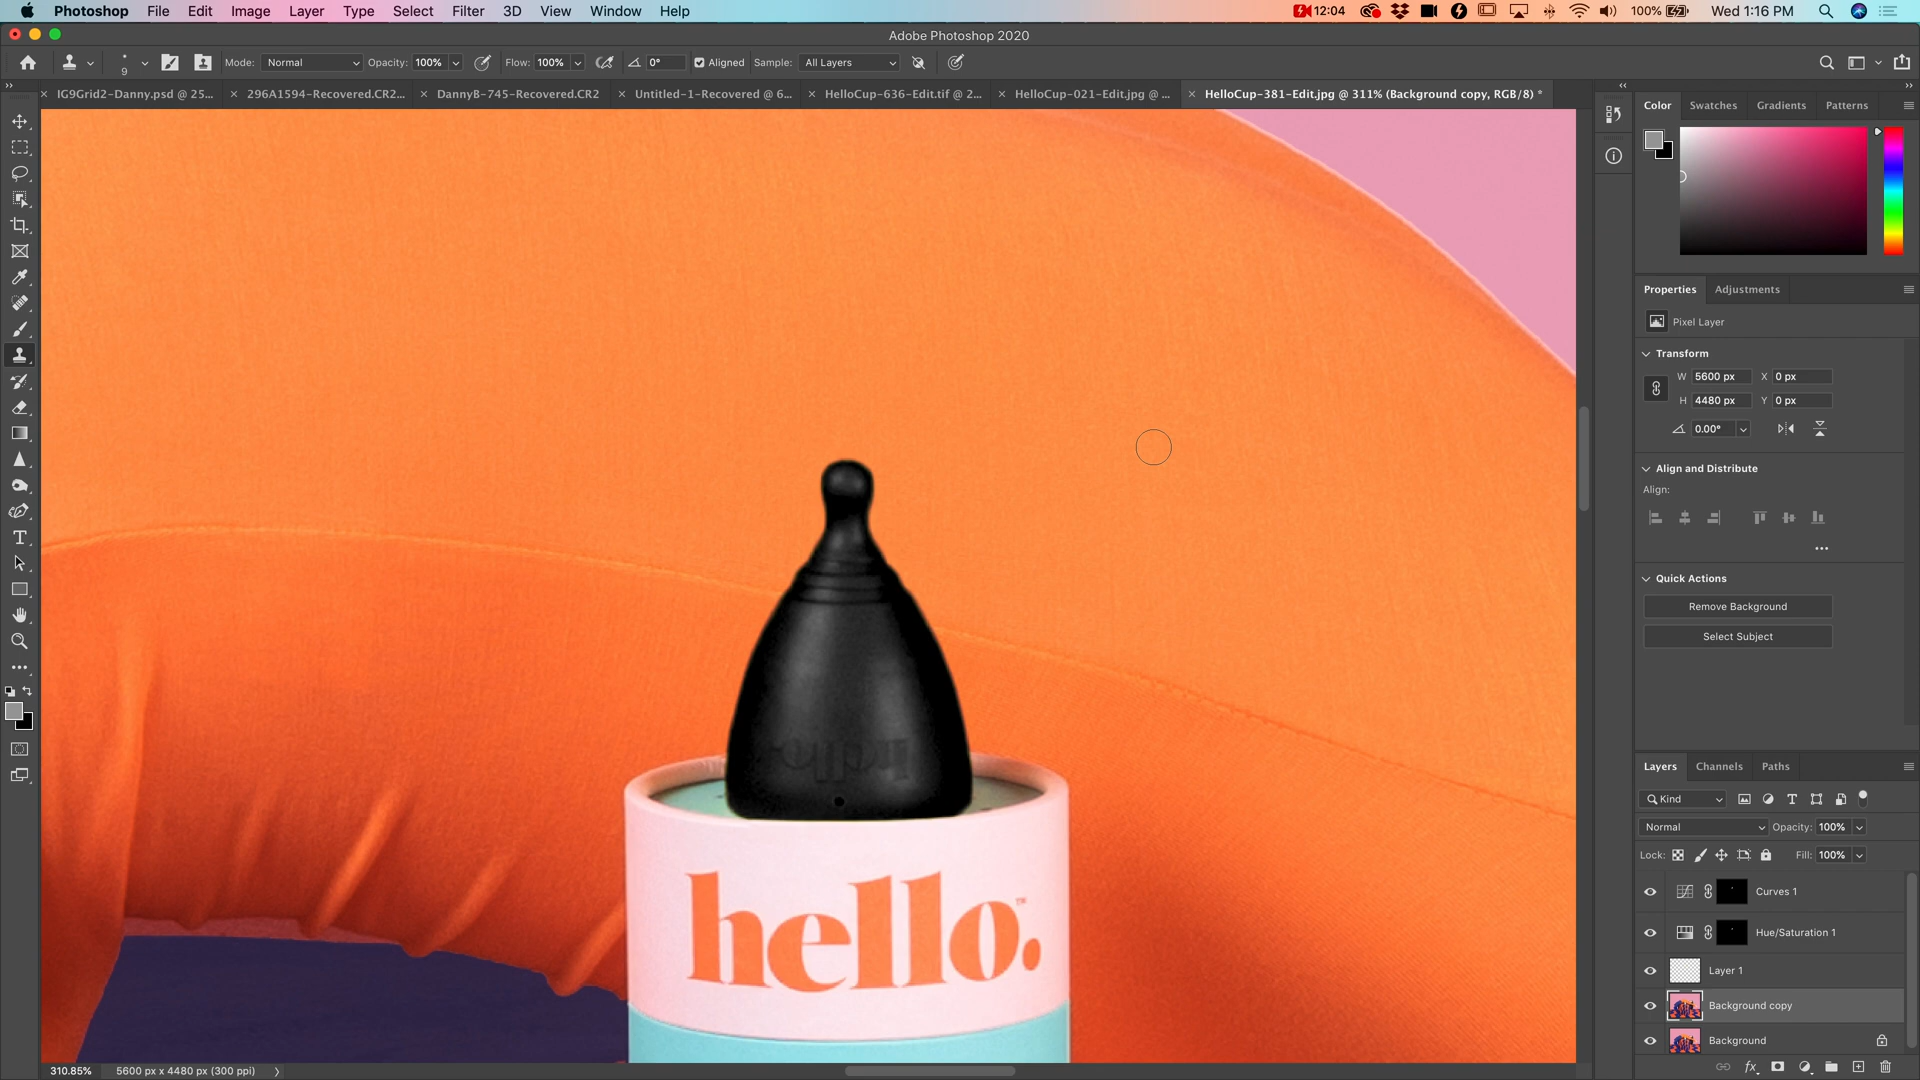 Photoshop File Edit Image Layer Type Select Filter 3D View Window Help 12:04 100% Wed 1:16 PM
Adobe Photoshop 2020
9 Mode: Normal Opacity: 100% Flow: 100% 0° Aligned Sample: All Layers
IG9Grid2-Danny.psd @ 25... 296A1594-Recovered.CR2... DannyB-745-Recovered.CR2 Untitled-1-Recovered @ 6... HelloCup-636-Edit.tif @ 2... HelloCup-021-Edit.jpg @ ... HelloCup-381-Edit.jpg @ 311% (Background copy, RGB/8) *
Color Swatches Gradients Patterns
Properties Adjustments
Pixel Layer
Transform
W 5600 px X 0 px
H 4480 px Y 0 px
0.00°
Align and Distribute
Align:
Quick Actions
Remove Background
Select Subject
hello.™
Layers Channels Paths
Kind
Normal Opacity: 100%
Lock: Fill: 100%
Curves 1
Hue/Saturation 1
Layer 1
Background copy
Background
310.85% 5600 px x 4480 px (300 ppi)